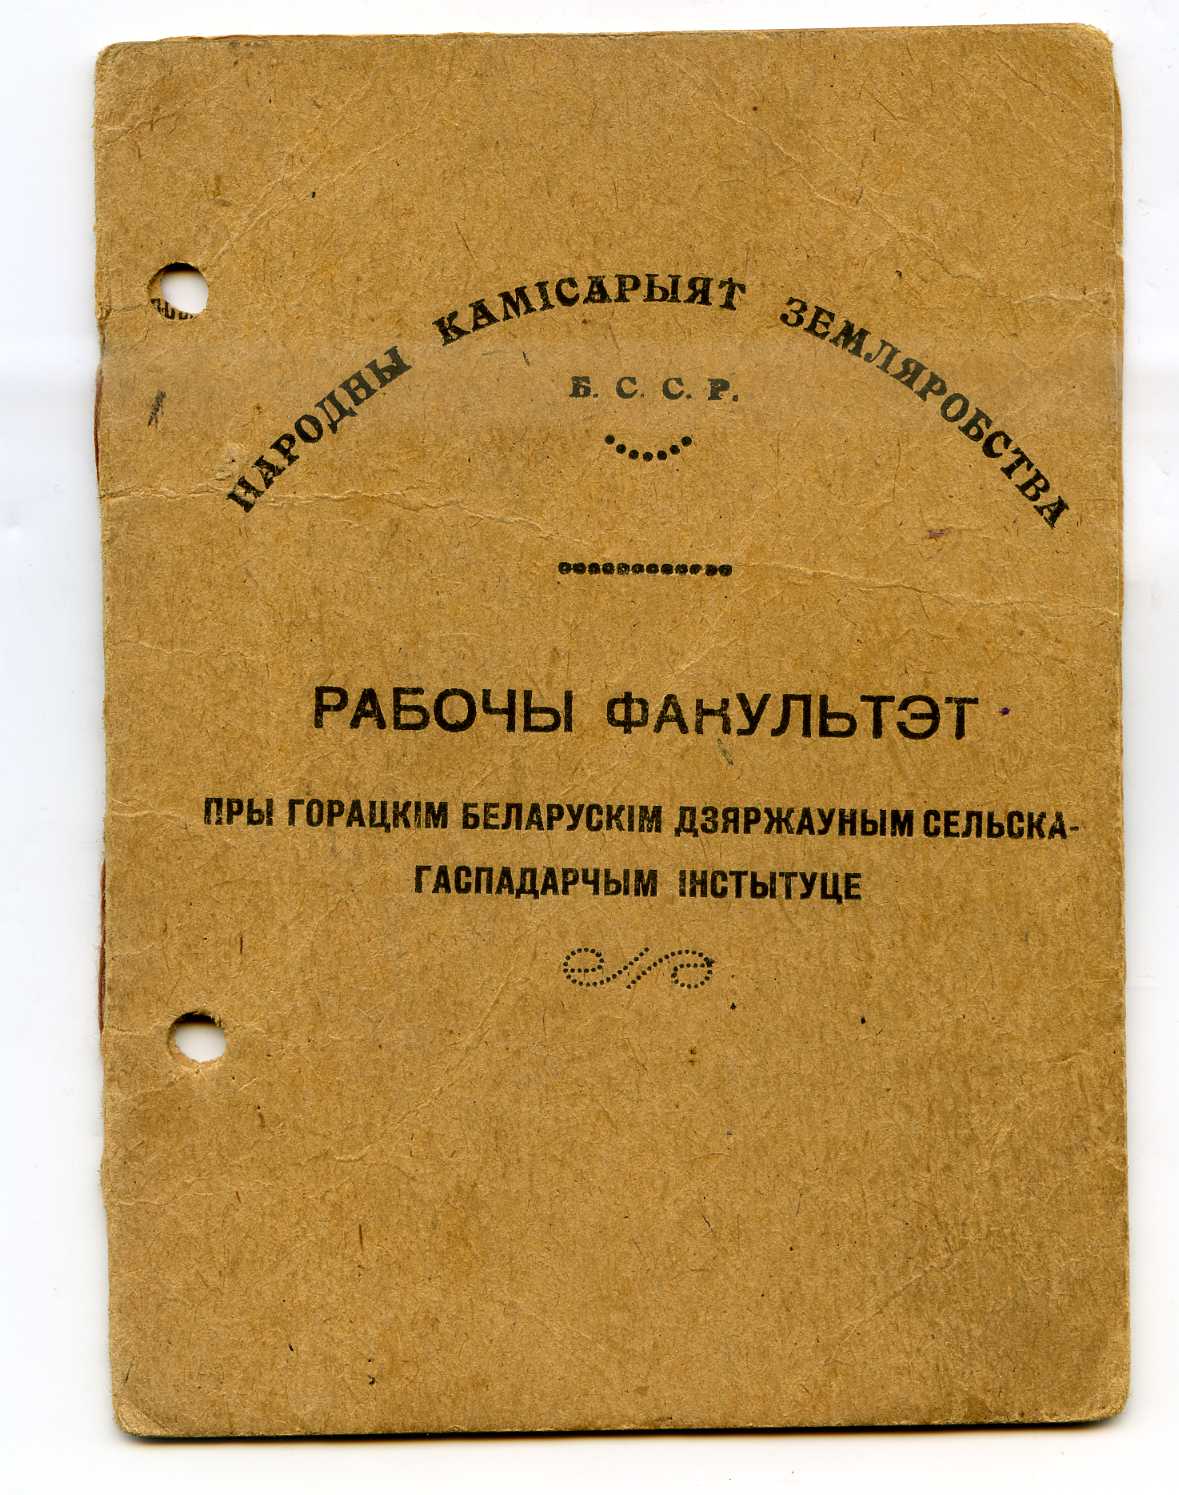 НАРОДНЫ КАМІСАРЫЯТ ЗЕМЛЯРОБСТВА
Б. С. С. Р.
РАБОЧЫ ФАКУЛЬТЭТ
ПРЫ ГОРАЦКІМ БЕЛАРУСКІМ ДЗЯРЖАУНЫМ СЕЛЬСКА-
ГАСПАДАРЧЫМ ІНСТЫТУЦЕ